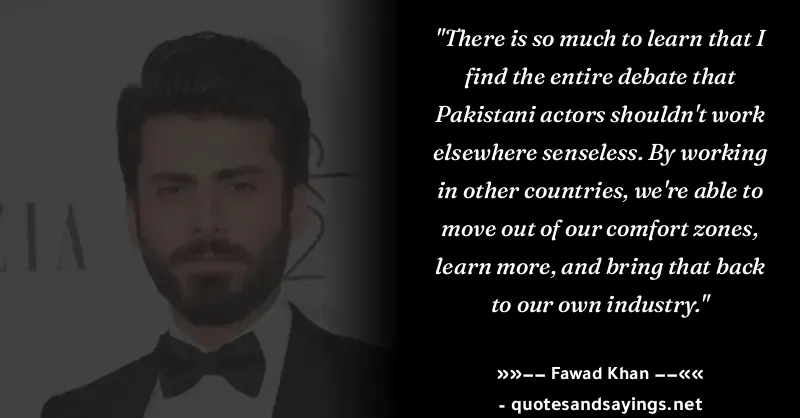 "There is so much to learn that I
find the entire debate that
Pakistani actors shouldn't work
elsewhere senseless. By working
in other countries, we're able to
move out of our comfort zones,
learn more, and bring that back
to our own industry."
»»−− Fawad Khan −−««
- quotesandsayings.net
ZIA